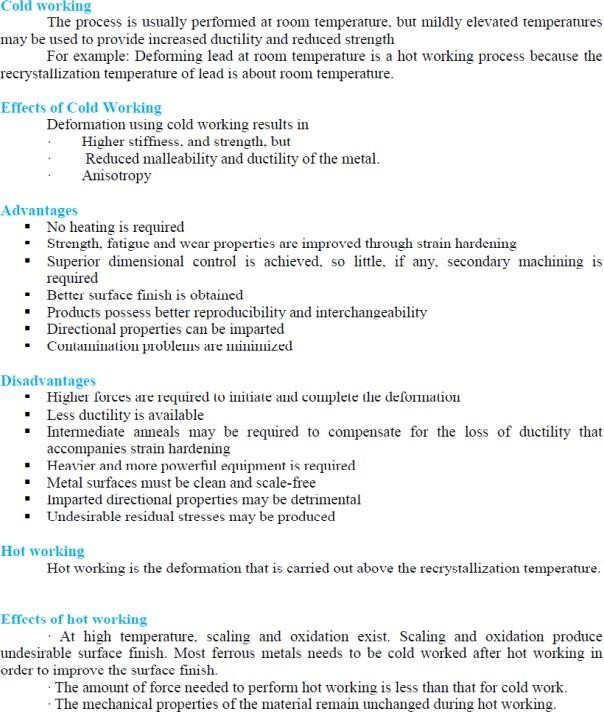 Cold working
The process is usually performed at room temperature, but mildly elevated temperatures
may be used to provide increased ductility and reduced strength
For example: Deforming lead at room temperature is a hot working process because the
recrystallization temperature of lead is about room temperature.
Effects of Cold Working
Deformation using cold working results in
· Higher stiffness, and strength, but
· Reduced malleability and ductility of the metal.
· Anisotropy
Advantages
▪ No heating is required
▪ Strength, fatigue and wear properties are improved through strain hardening
▪ Superior dimensional control is achieved, so little, if any, secondary machining is
required
▪ Better surface finish is obtained
▪ Products possess better reproducibility and interchangeability
▪ Directional properties can be imparted
▪ Contamination problems are minimized
Disadvantages
▪ Higher forces are required to initiate and complete the deformation
▪ Less ductility is available
▪ Intermediate anneals may be required to compensate for the loss of ductility that
accompanies strain hardening
▪ Heavier and more powerful equipment is required
▪ Metal surfaces must be clean and scale-free
▪ Imparted directional properties may be detrimental
▪ Undesirable residual stresses may be produced
Hot working
Hot working is the deformation that is carried out above the recrystallization temperature.
Effects of hot working
· At high temperature, scaling and oxidation exist. Scaling and oxidation produce
undesirable surface finish. Most ferrous metals needs to be cold worked after hot working in
order to improve the surface finish.
· The amount of force needed to perform hot working is less than that for cold work.
· The mechanical properties of the material remain unchanged during hot working.